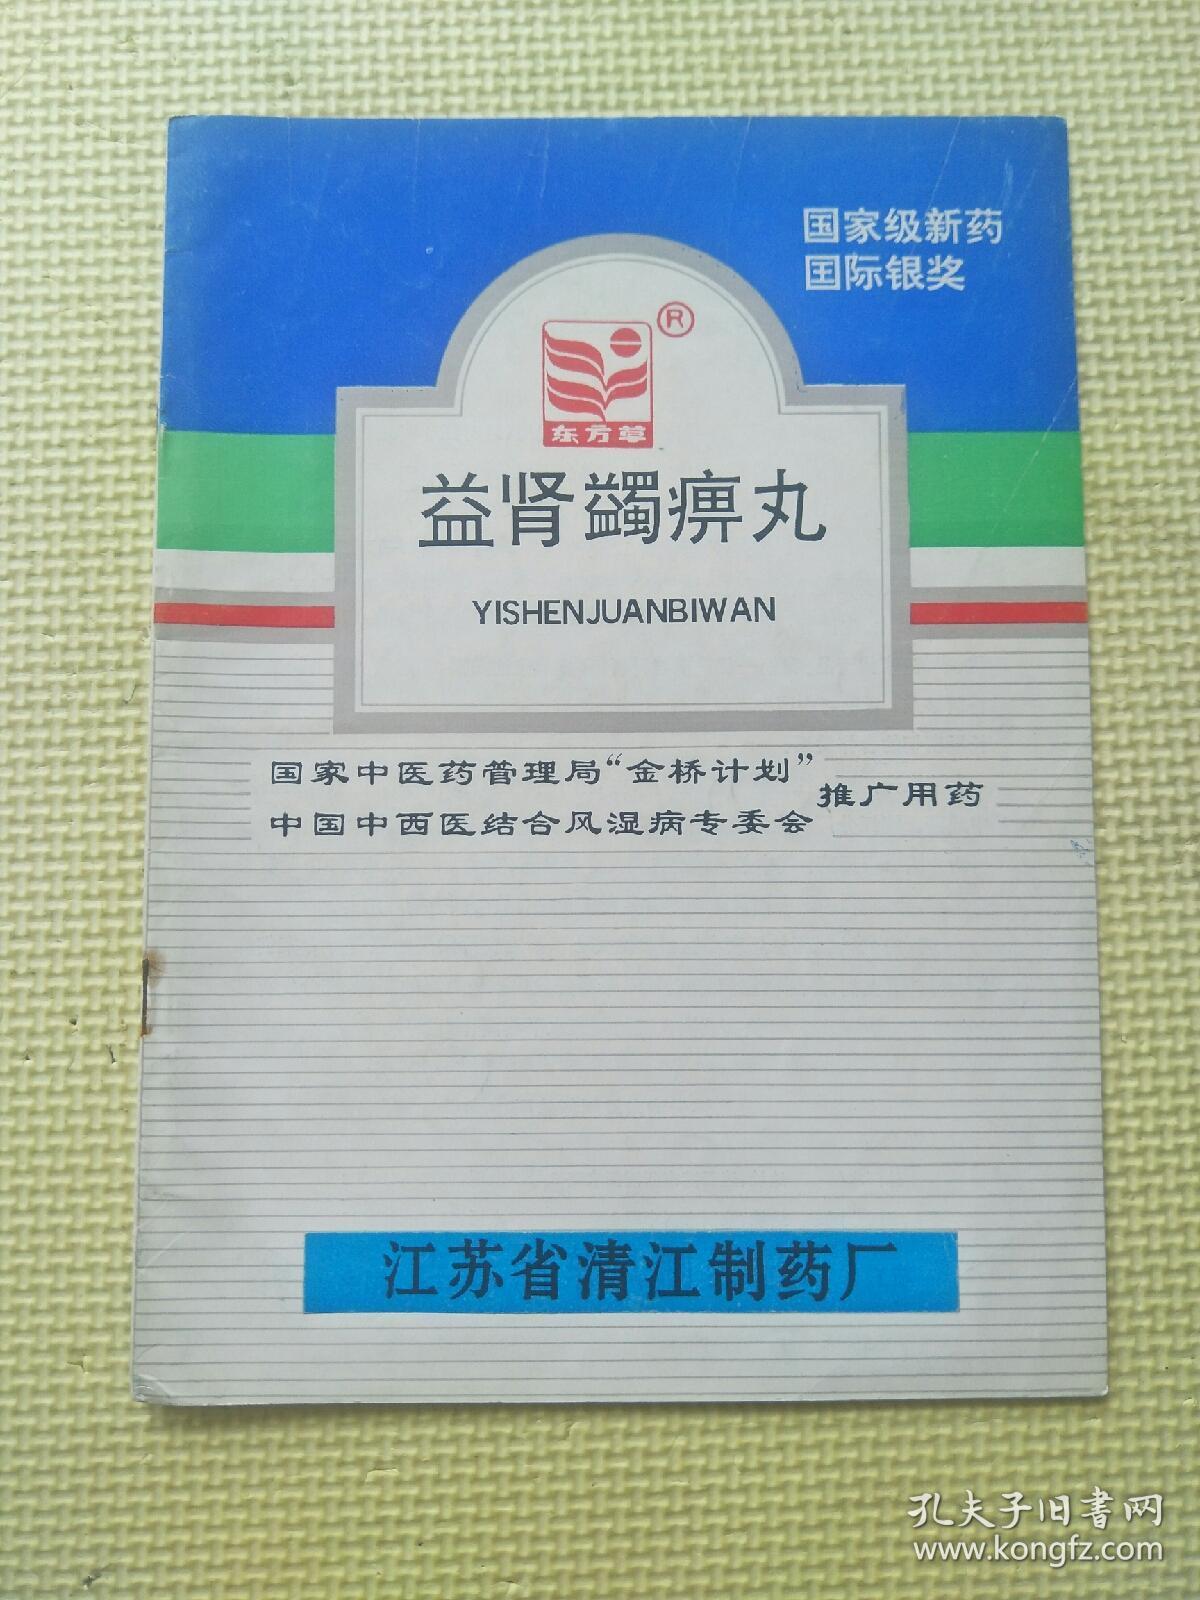 国家级新药
国际银奖
R
东方草
益肾蠲痹丸
YISHENJUANBIWAN
国家中医药管理局“金桥计划”
中国中西医结合风湿病专委会
推广用药
江苏省清江制药厂
孔夫子旧书网
www.kongfz.com